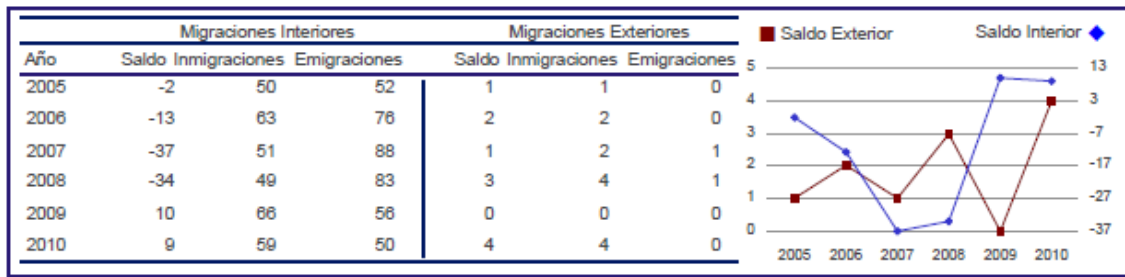 Migraciones Interiores Migraciones Exteriores
Año Saldo Inmigraciones Emigraciones Saldo Inmigraciones Emigraciones
2005 -2 50 52 1 1 0
2006 -13 63 76 2 2 0
2007 -37 51 88 1 2 1
2008 -34 49 83 3 4 1
2009 10 66 56 0 0 0
2010 9 59 50 4 4 0
Saldo Exterior Saldo Interior
5 13
4 3
3 -7
2 -17
1 -27
0 -37
2005 2006 2007 2008 2009 2010